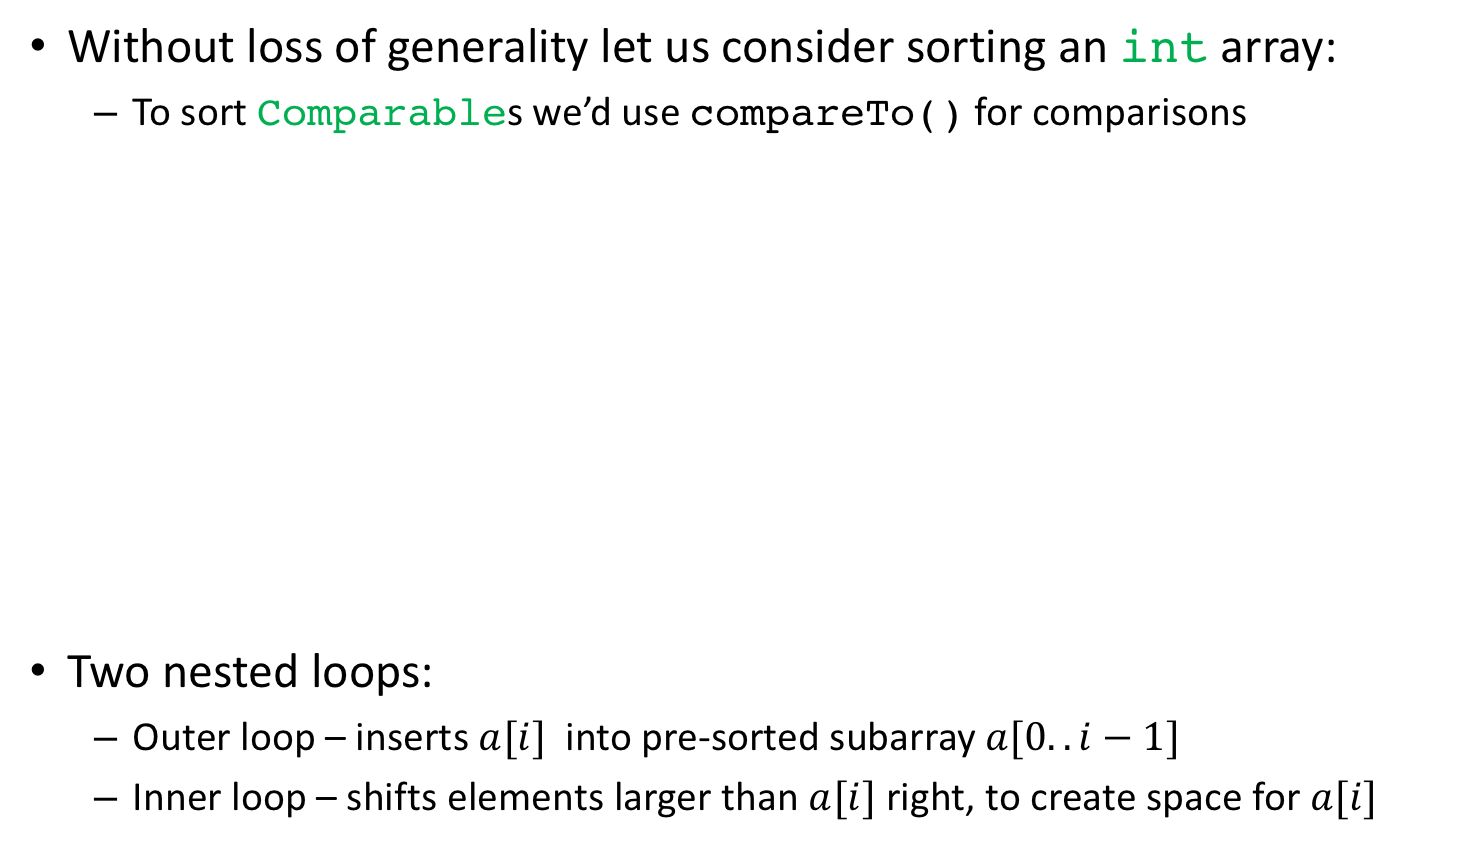 • Without loss of generality let us consider sorting an int array:
– To sort Comparables we’d use compareTo() for comparisons
• Two nested loops:
– Outer loop – inserts 𝑎[𝑖] into pre-sorted subarray 𝑎[0..𝑖 − 1]
– Inner loop – shifts elements larger than 𝑎[𝑖] right, to create space for 𝑎[𝑖]